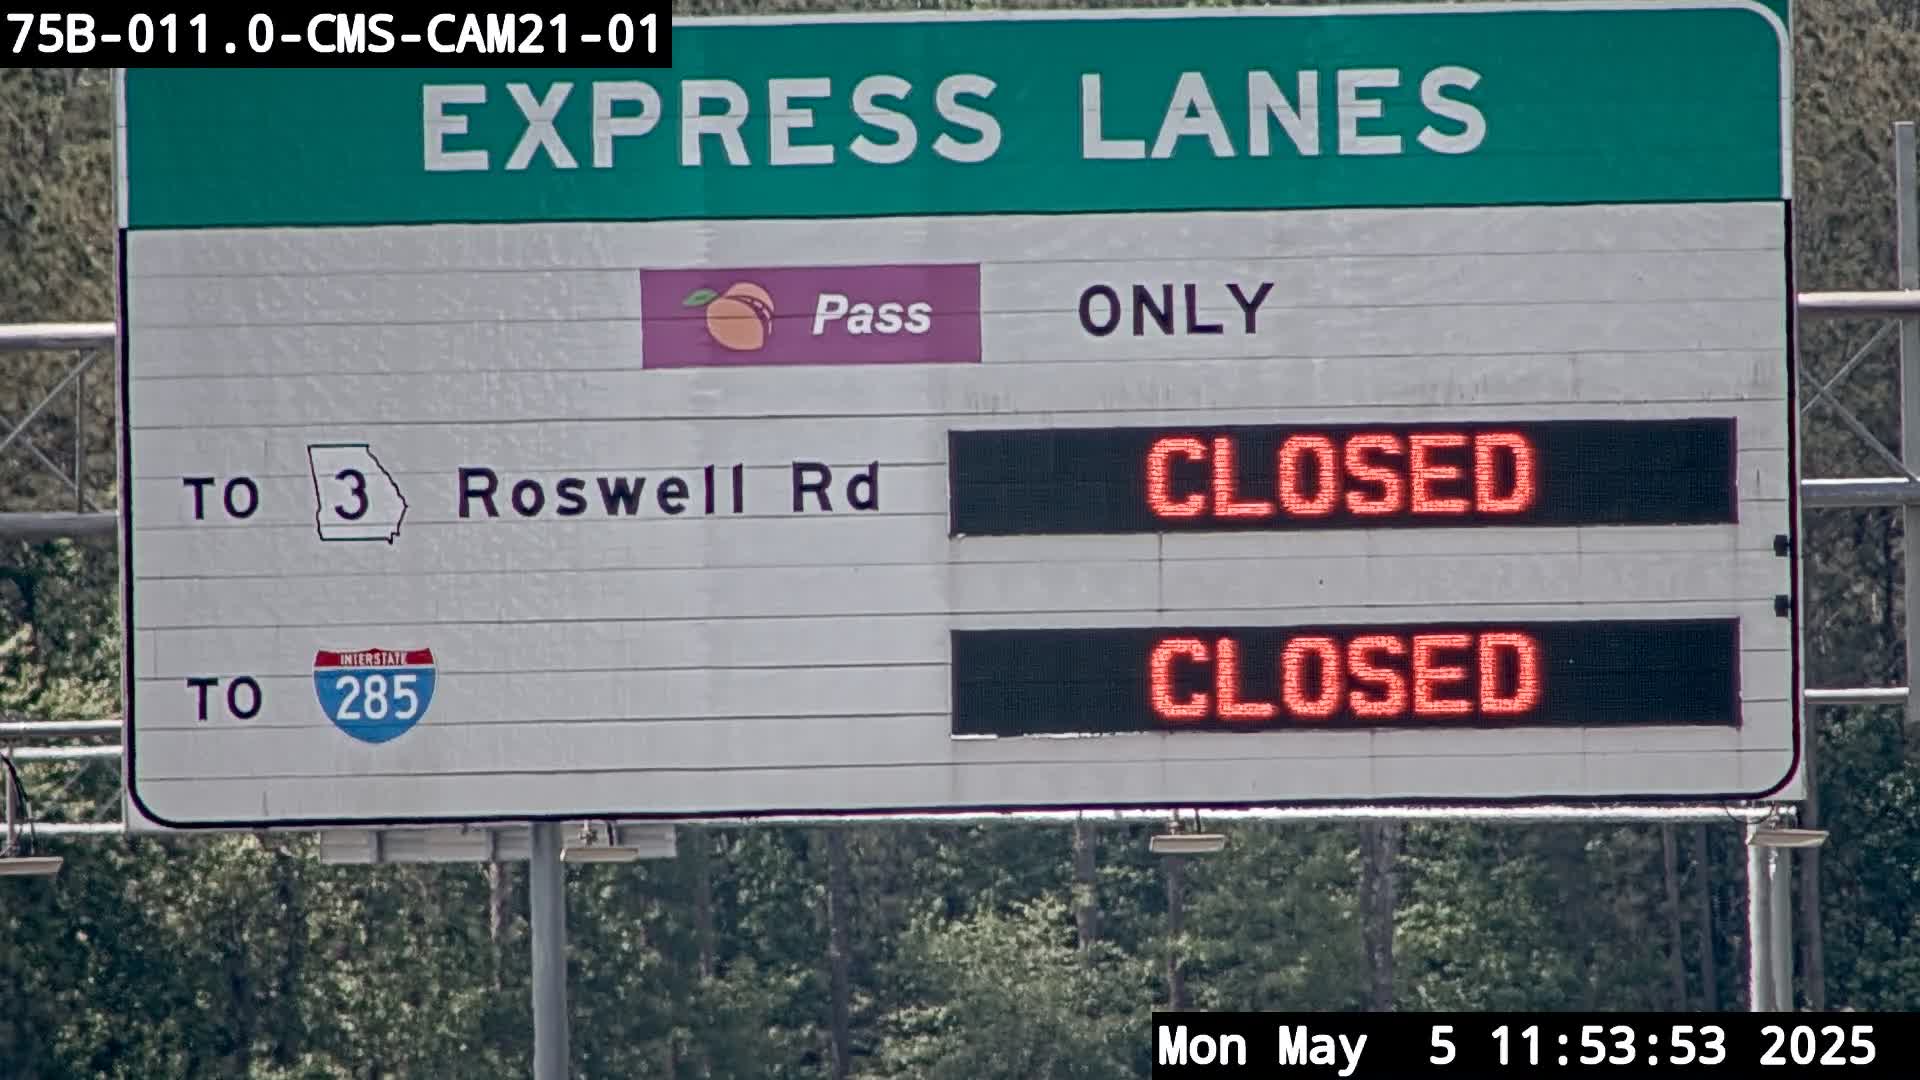 75B-011.0-CMS-CAM21-01
EXPRESS LANES
Pass ONLY
TO 3 Roswell Rd CLOSED
INTERSTATE
TO 285 CLOSED
Mon May 5 11:53:53 2025